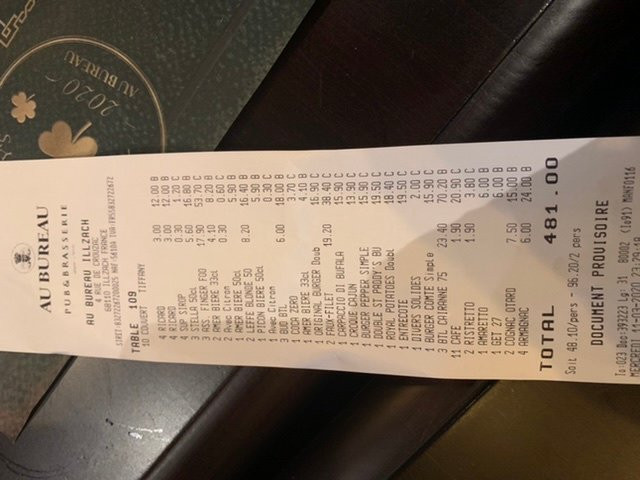 2020
AU BUREAU
AU BUREAU
PUB & BRASSERIE
AU BUREAU ILLZACH
4 RUE DE CROUZAC
68110 ILLZACH FRANCE
TABLE 109
10 COUVERT TIFFANY
4 RICARD 3.00 12.00 B
4 RICARD 3.00 12.00 B
4 SUP SIROP 0.30 1.20 C
3 5.60 16.80 B
3 ASS. FINGER FOO 17.90 53.70 C
2 AMER BIERE 33cl 4.10 8.20 B
2 Avec Citron 0.30 0.60 C
1 AMER BIERE 50cl 5.90 B
2 LEFFE BLONDE 50 8.20 16.40 B
1 PICON BIERE 50cl 5.90 B
1 Avec Citron 0.30 C
3 BUD BTL 6.00 18.00 B
1 COCA ZERO 3.70 C
1 AMER BIERE 33cl 4.10 B
1 ORIGINAL BURGER Doub 16.90 C
2 FAUX-FILET 19.20 38.40 C
1 CARPACCIO DI BUFALA 15.90 C
1 CROQUE CAJUN 13.90 C
1 BURGER PEPPER SIMPLE 15.90 C
1 DOUBLE ST PADDY'S BU 19.50 C
1 ROYAL POTATOES Doubl 18.40 C
1 ENTRECOTE 19.50 C
1 DIVERS SOLIDES 2.00 C
1 BURGER COMTE Simple 15.90 C
3 BTL CAIRANNE 75 23.40 70.20 B
11 CAFE 1.90 20.90 C
2 RISTRETTO 1.90 3.80 C
1 AMARETTO 6.00 B
1 GET 27 6.00 B
2 COGNAC OTARD 7.50 15.00 B
4 ARMAGNAC 6.00 24.00 B
TOTAL 481.00
Soit 48.10/pers - 96.20/2 pers
DOCUMENT PROVISOIRE